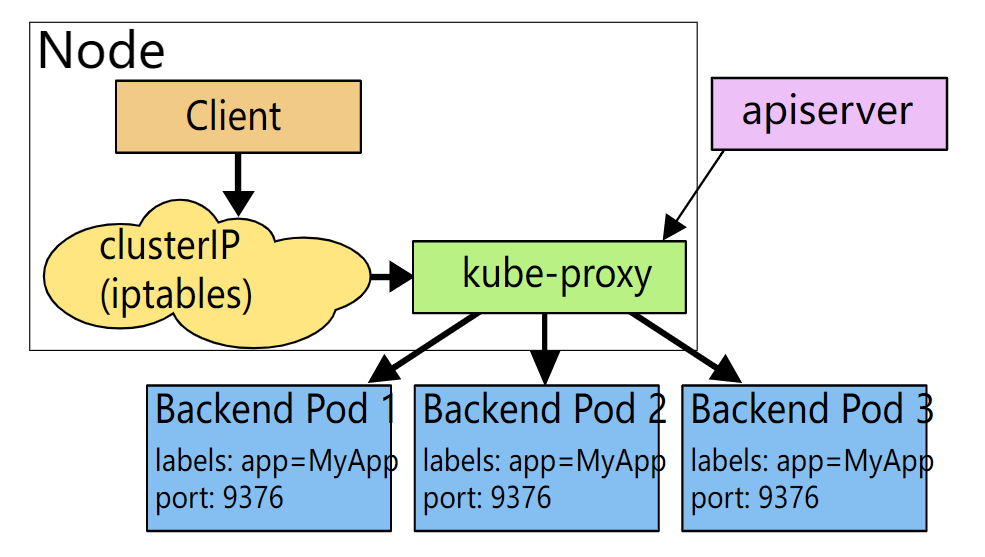 Node
Client
apiserver
clusterIP
(iptables)
kube-proxy
Backend Pod 1
labels: app=MyApp
port: 9376
Backend Pod 2
labels: app=MyApp
port: 9376
Backend Pod 3
labels: app=MyApp
port: 9376